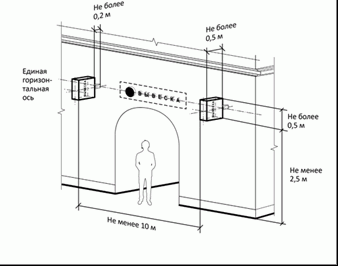 Не более
0,2 м
Не более
0,5 м
Единая
горизон-
тальная
ось
ВЫВЕСКА
Не более
0,5 м
Не менее
2,5 м
Не менее 10 м